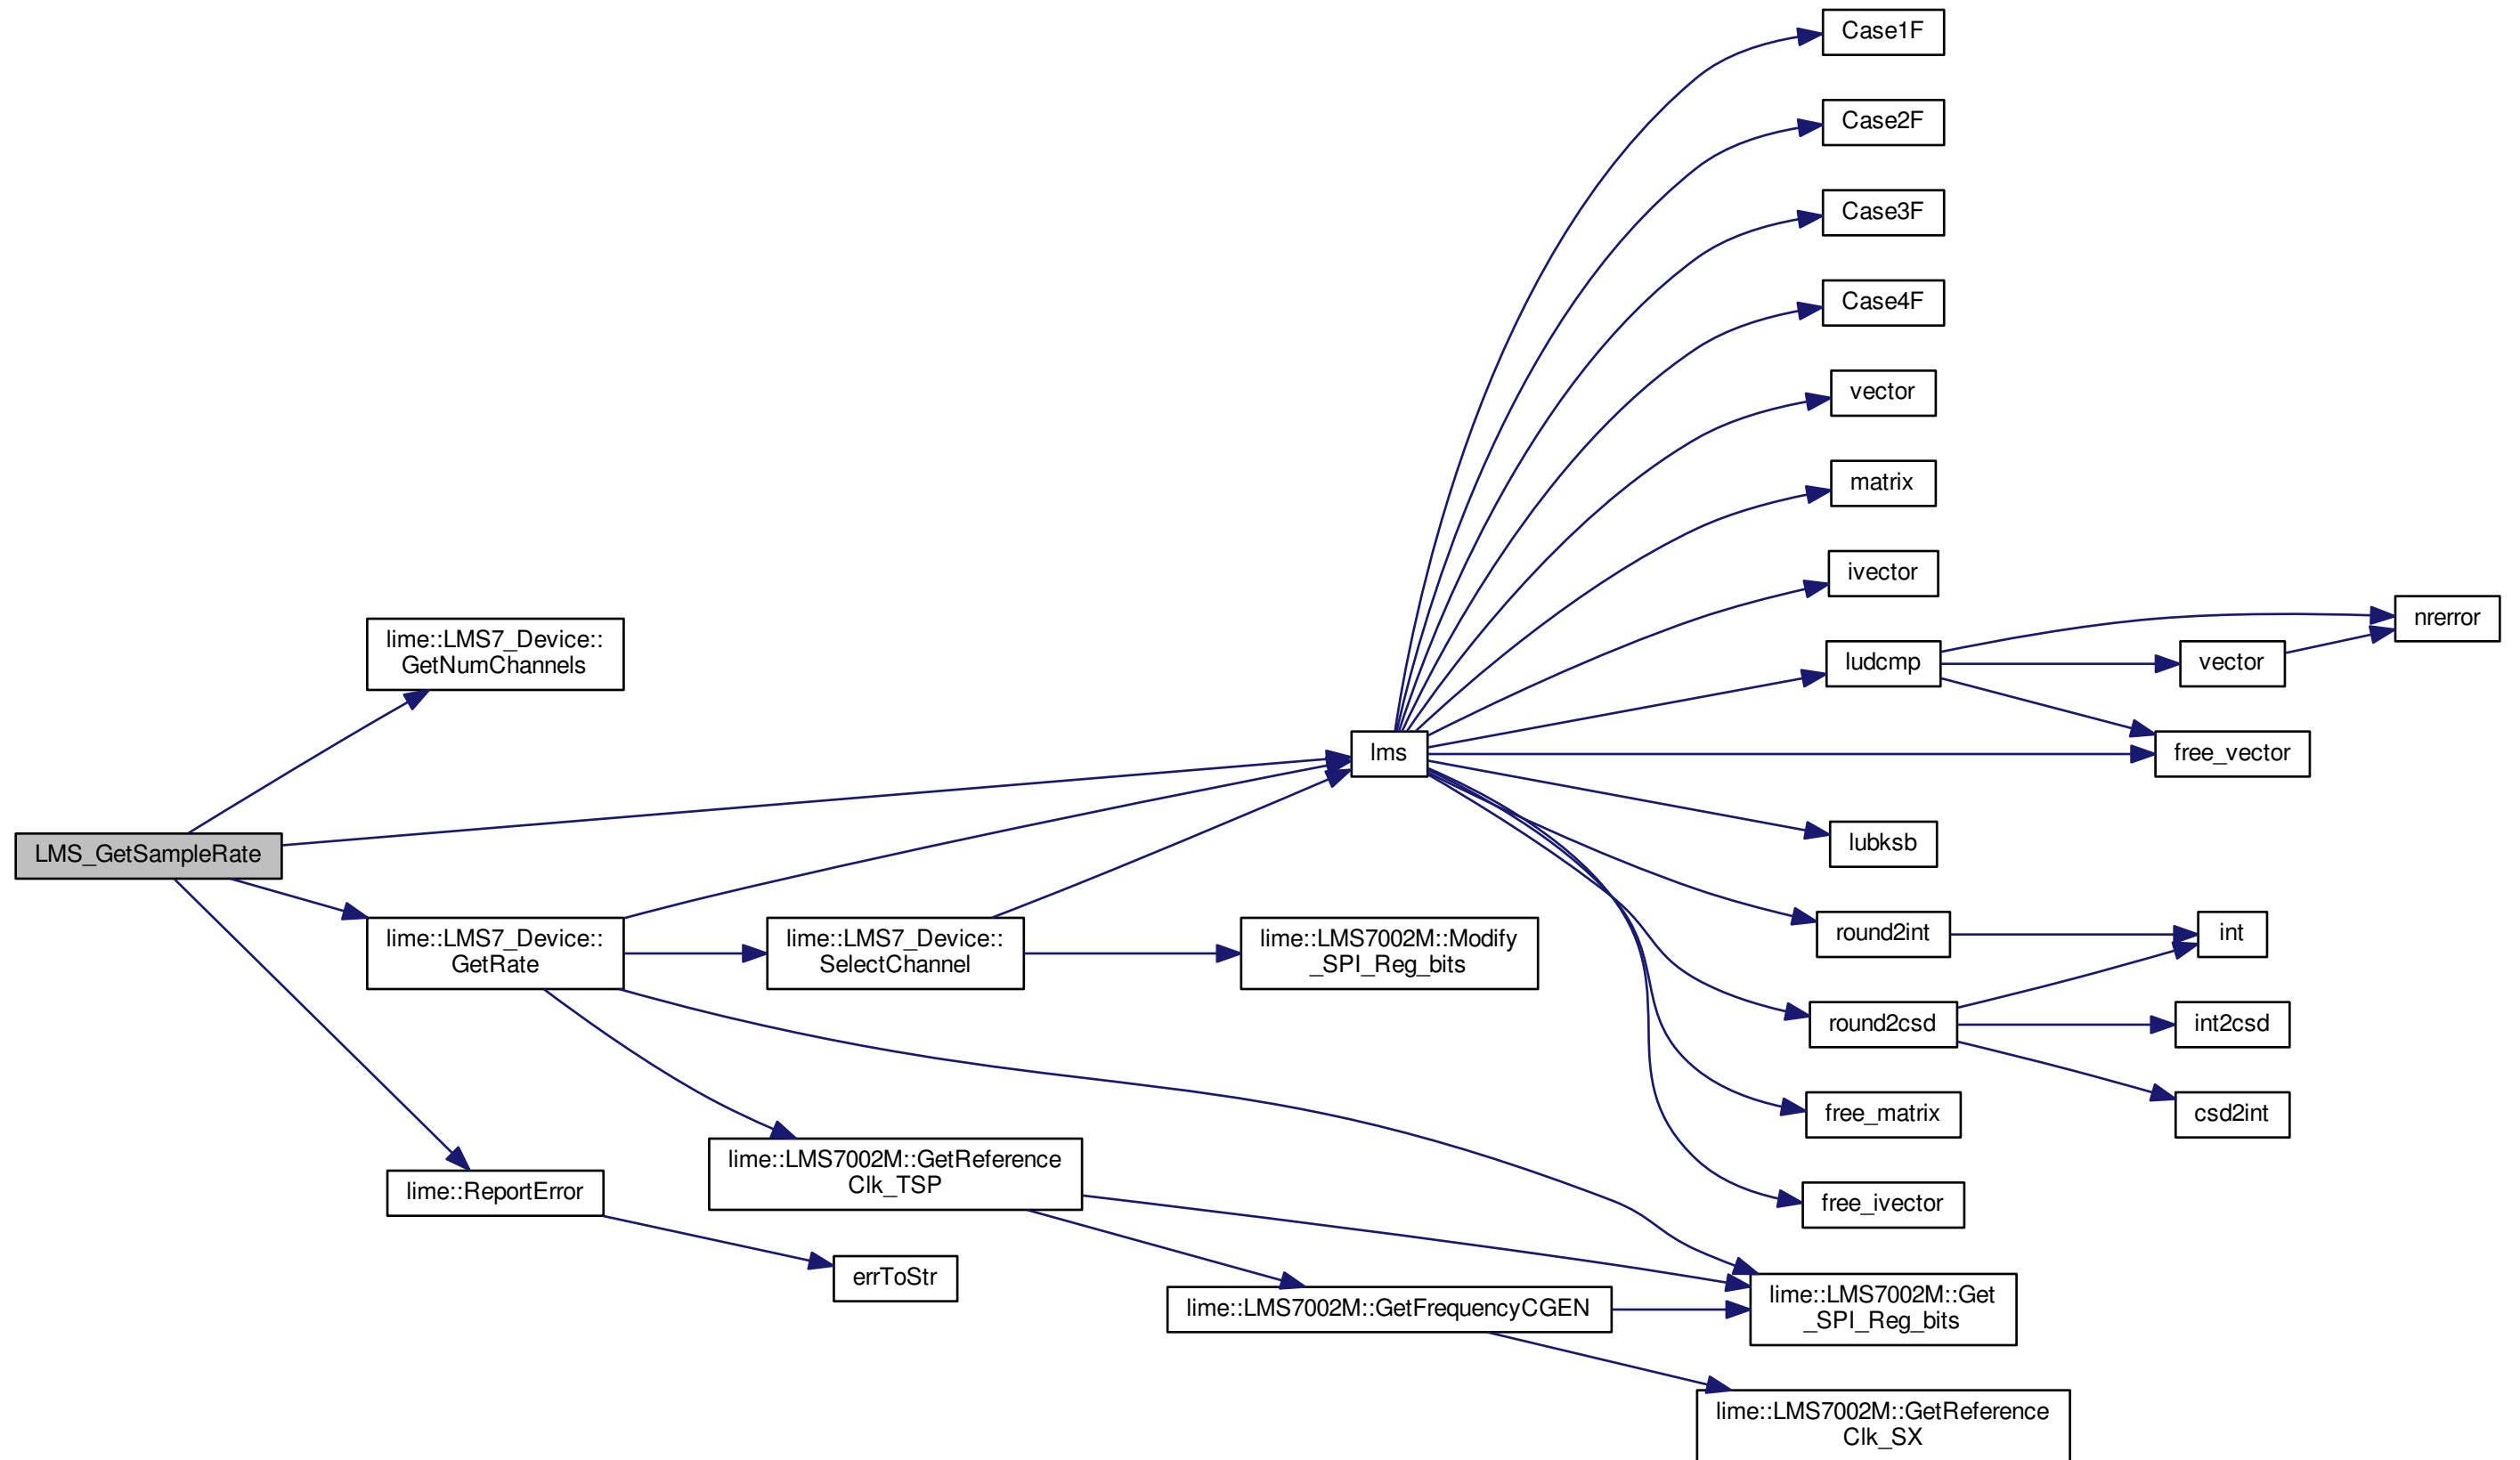 Case1F
Case2F
Case3F
Case4F
vector
matrix
ivector
nrerror
lime::LMS7_Device::
GetNumChannels
ludcmp
vector
lms
free_vector
LMS_GetSampleRate
lubksb
lime::LMS7_Device::
GetRate
lime::LMS7_Device::
SelectChannel
lime::LMS7002M::Modify
_SPI_Reg_bits
round2int
int
round2csd
int2csd
free_matrix
csd2int
lime::LMS7002M::GetReference
Clk_TSP
lime::ReportError
free_ivector
errToStr
lime::LMS7002M::GetFrequencyCGEN
lime::LMS7002M::Get
_SPI_Reg_bits
lime::LMS7002M::GetReference
Clk_SX